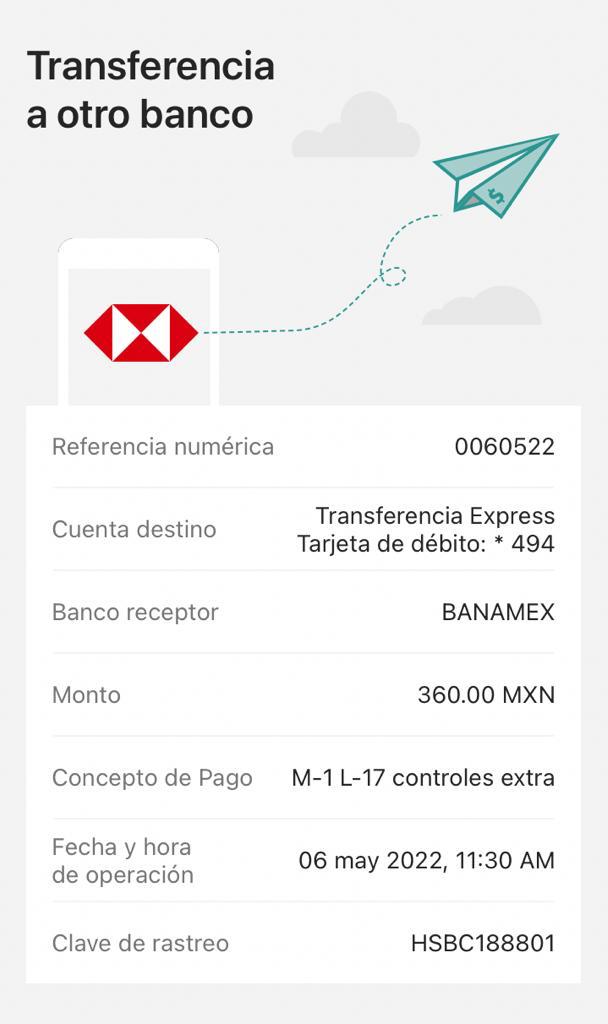 Transferencia
a otro banco
$
Referencia numérica 0060522
Cuenta destino Transferencia Express
Tarjeta de débito: * 494
Banco receptor BANAMEX
Monto 360.00 MXN
Concepto de Pago M-1 L-17 controles extra
Fecha y hora
de operación 06 may 2022, 11:30 AM
Clave de rastreo HSBC188801